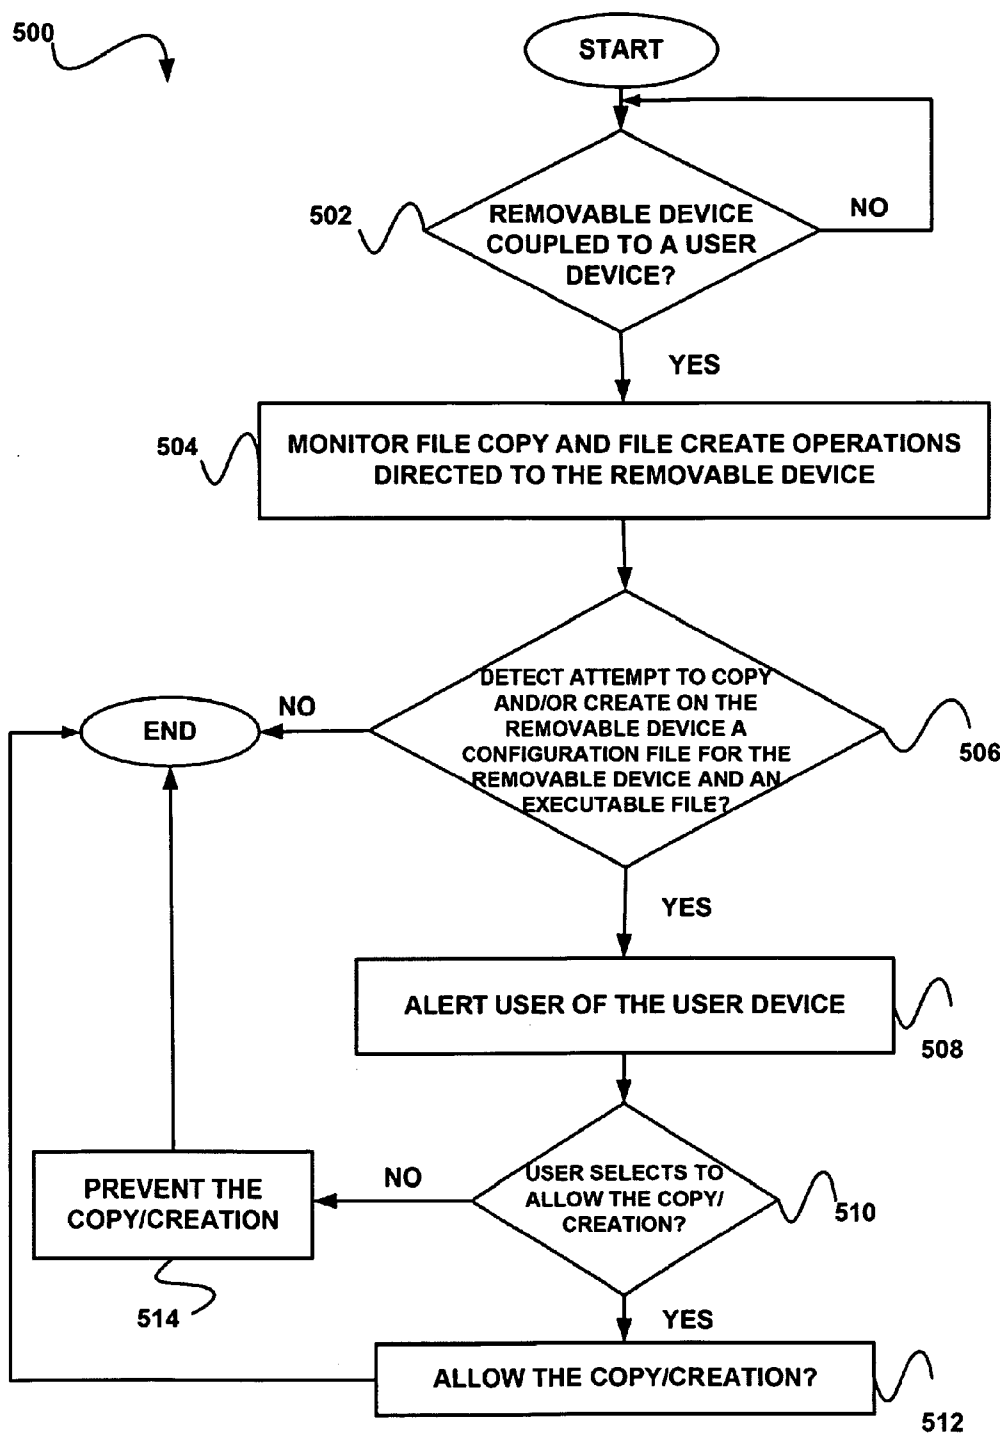 500
START
502
REMOVABLE DEVICE
COUPLED TO A USER
DEVICE?
NO
YES
504
MONITOR FILE COPY AND FILE CREATE OPERATIONS
DIRECTED TO THE REMOVABLE DEVICE
DETECT ATTEMPT TO COPY
AND/OR CREATE ON THE
REMOVABLE DEVICE A
CONFIGURATION FILE FOR THE
REMOVABLE DEVICE AND AN
EXECUTABLE FILE?
506
NO
END
YES
ALERT USER OF THE USER DEVICE
508
USER SELECTS TO
ALLOW THE COPY/
CREATION?
510
NO
PREVENT THE
COPY/CREATION
514
YES
ALLOW THE COPY/CREATION?
512